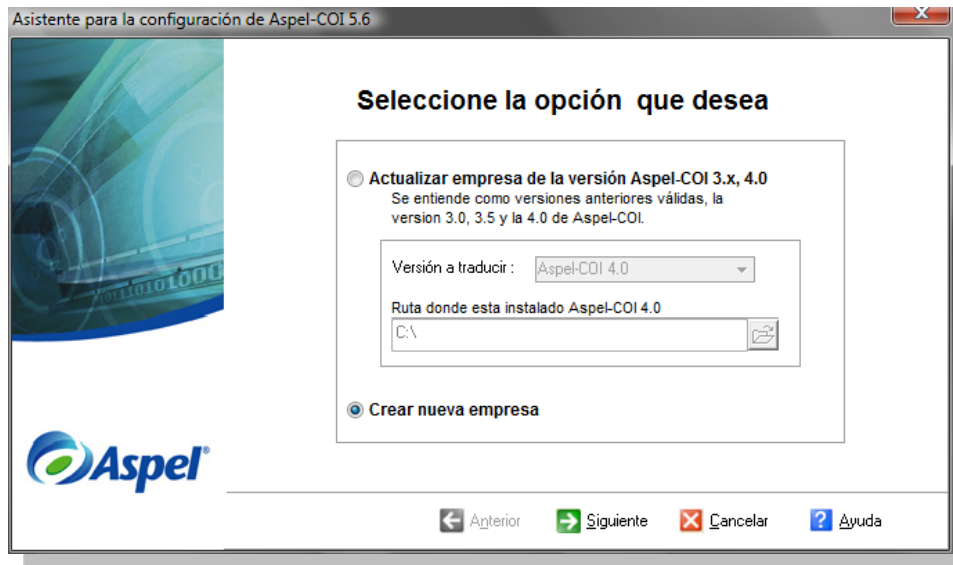 Asistente para la configuración de Aspel-COI 5.6
Seleccione la opción que desea
Actualizar empresa de la versión Aspel-COI 3.x, 4.0
Se entiende como versiones anteriores válidas, la
version 3.0, 3.5 y la 4.0 de Aspel-COI.
Versión a traducir :
Aspel-COI 4.0
Ruta donde esta instalado Aspel-COI 4.0
C:\
Crear nueva empresa
Aspel®
Anterior
Siguiente
Cancelar
Ayuda